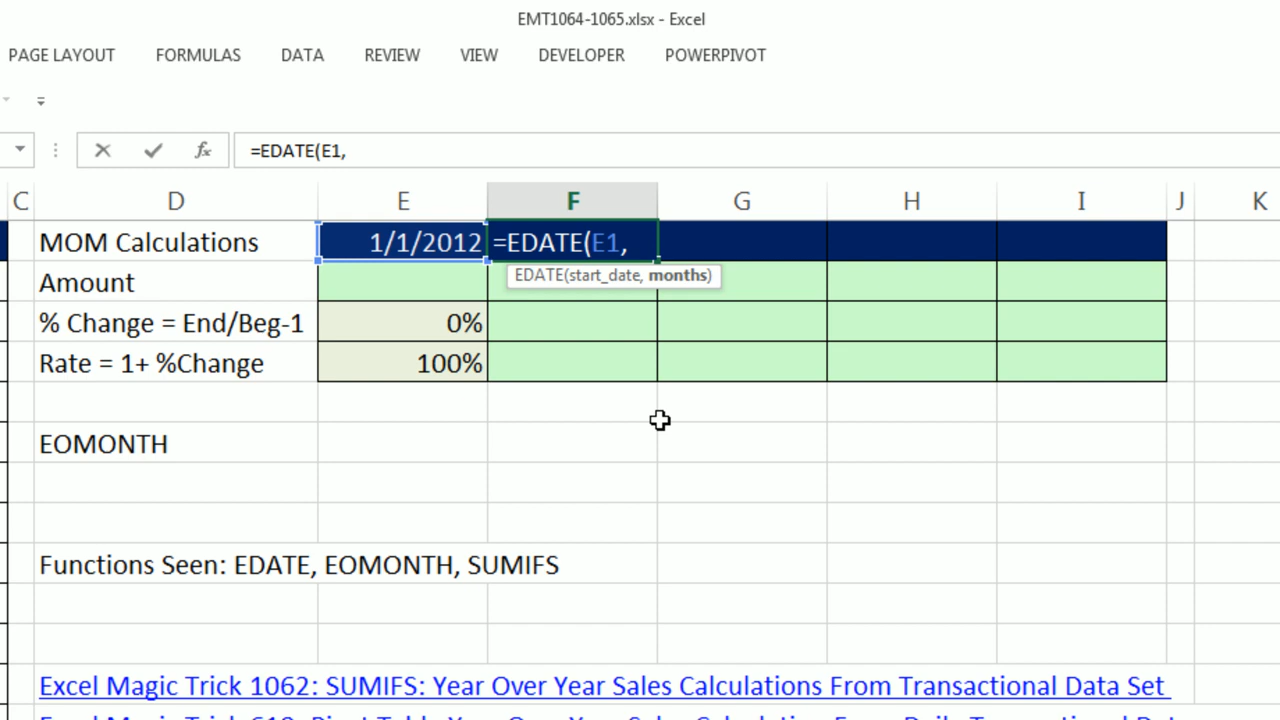 EMT1064-1065.xlsx - Excel
PAGE LAYOUT FORMULAS DATA REVIEW VIEW DEVELOPER POWERPIVOT
fx =EDATE(E1,
C D E F G H I J K
MOM Calculations 1/1/2012 =EDATE(E1,
Amount EDATE(start_date, months)
% Change = End/Beg-1 0%
Rate = 1+ %Change 100%
EOMONTH
Functions Seen: EDATE, EOMONTH, SUMIFS
Excel Magic Trick 1062: SUMIFS: Year Over Year Sales Calculations From Transactional Data Set